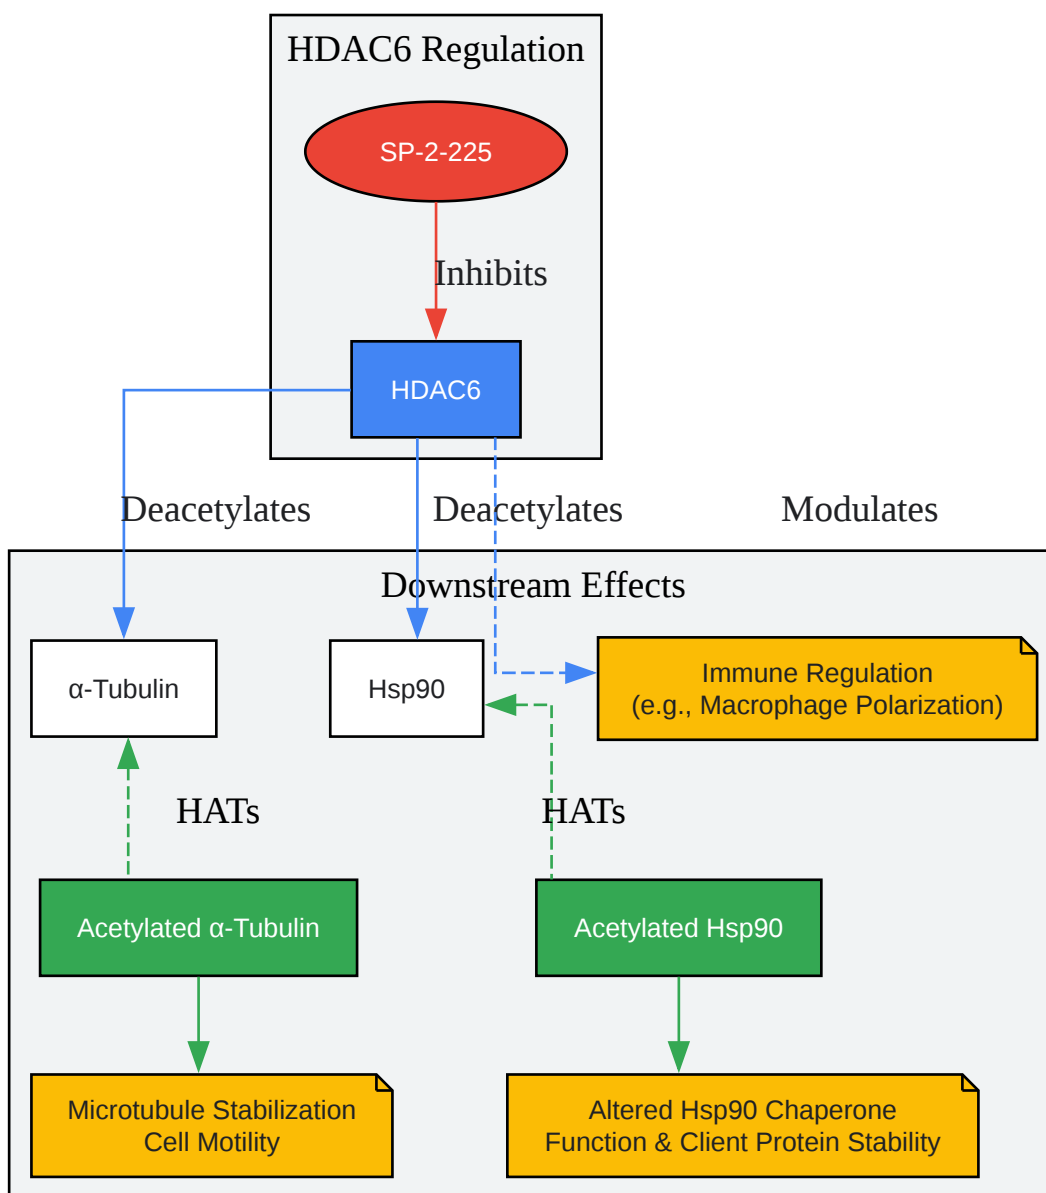 HDAC6 Regulation
SP-2-225
Inhibits
HDAC6
Deacetylates
Deacetylates
Modulates
Downstream Effects
α-Tubulin
Hsp90
Immune Regulation
(e.g., Macrophage Polarization)
HATs
HATs
Acetylated α-Tubulin
Acetylated Hsp90
Microtubule Stabilization
Cell Motility
Altered Hsp90 Chaperone
Function & Client Protein Stability